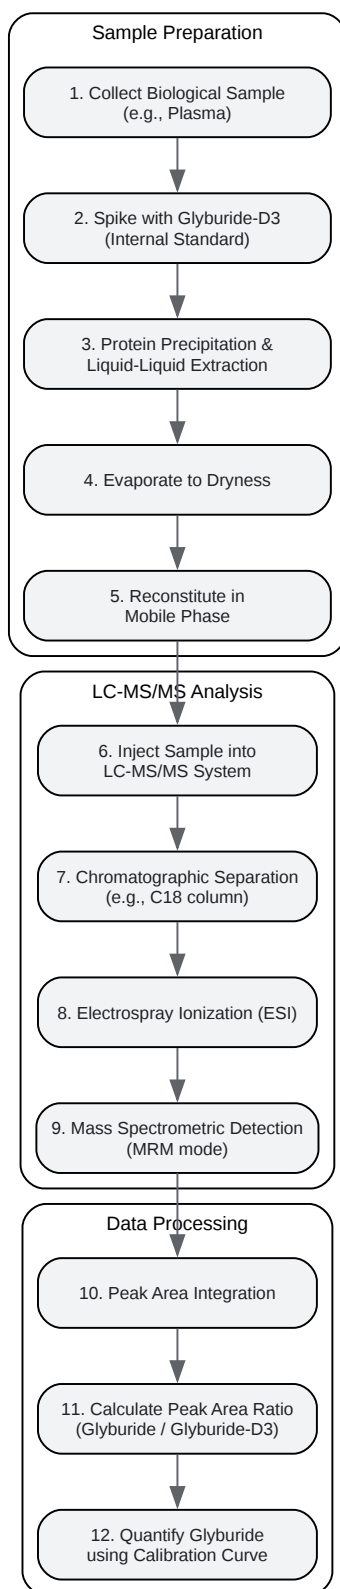 Sample Preparation
1. Collect Biological Sample
(e.g., Plasma)
2. Spike with Glyburide-D3
(Internal Standard)
3. Protein Precipitation &
Liquid-Liquid Extraction
4. Evaporate to Dryness
5. Reconstitute in
Mobile Phase
LC-MS/MS Analysis
6. Inject Sample into
LC-MS/MS System
7. Chromatographic Separation
(e.g., C18 column)
8. Electrospray Ionization (ESI)
9. Mass Spectrometric Detection
(MRM mode)
Data Processing
10. Peak Area Integration
11. Calculate Peak Area Ratio
(Glyburide / Glyburide-D3)
12. Quantify Glyburide
using Calibration Curve